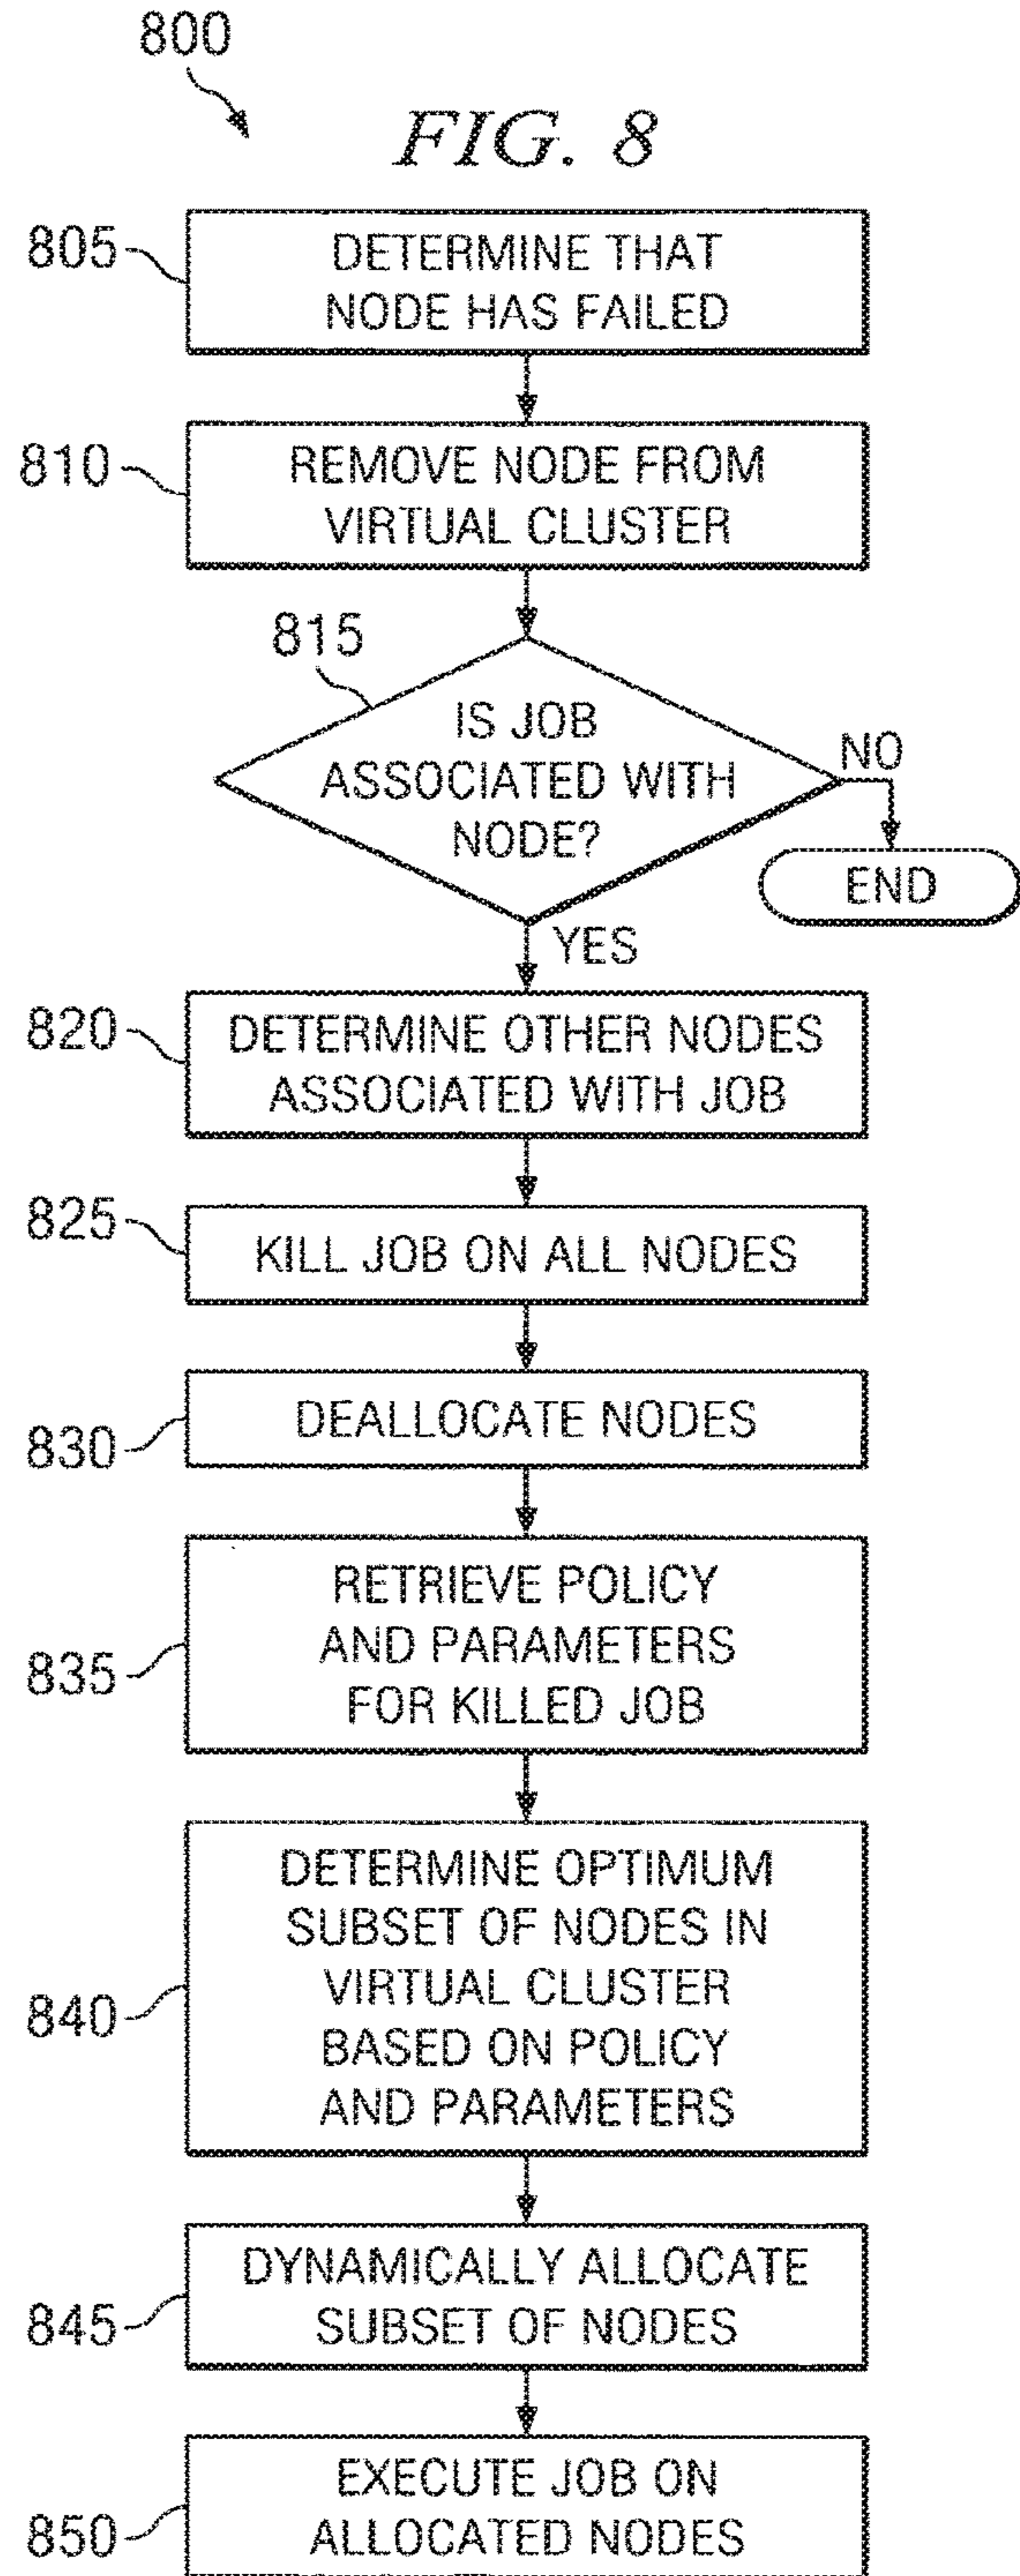 800
FIG. 8
805
DETERMINE THAT
NODE HAS FAILED
810
REMOVE NODE FROM
VIRTUAL CLUSTER
815
IS JOB
ASSOCIATED WITH
NODE?
NO
END
YES
820
DETERMINE OTHER NODES
ASSOCIATED WITH JOB
825
KILL JOB ON ALL NODES
830
DEALLOCATE NODES
835
RETRIEVE POLICY
AND PARAMETERS
FOR KILLED JOB
840
DETERMINE OPTIMUM
SUBSET OF NODES IN
VIRTUAL CLUSTER
BASED ON POLICY
AND PARAMETERS
845
DYNAMICALLY ALLOCATE
SUBSET OF NODES
850
EXECUTE JOB ON
ALLOCATED NODES